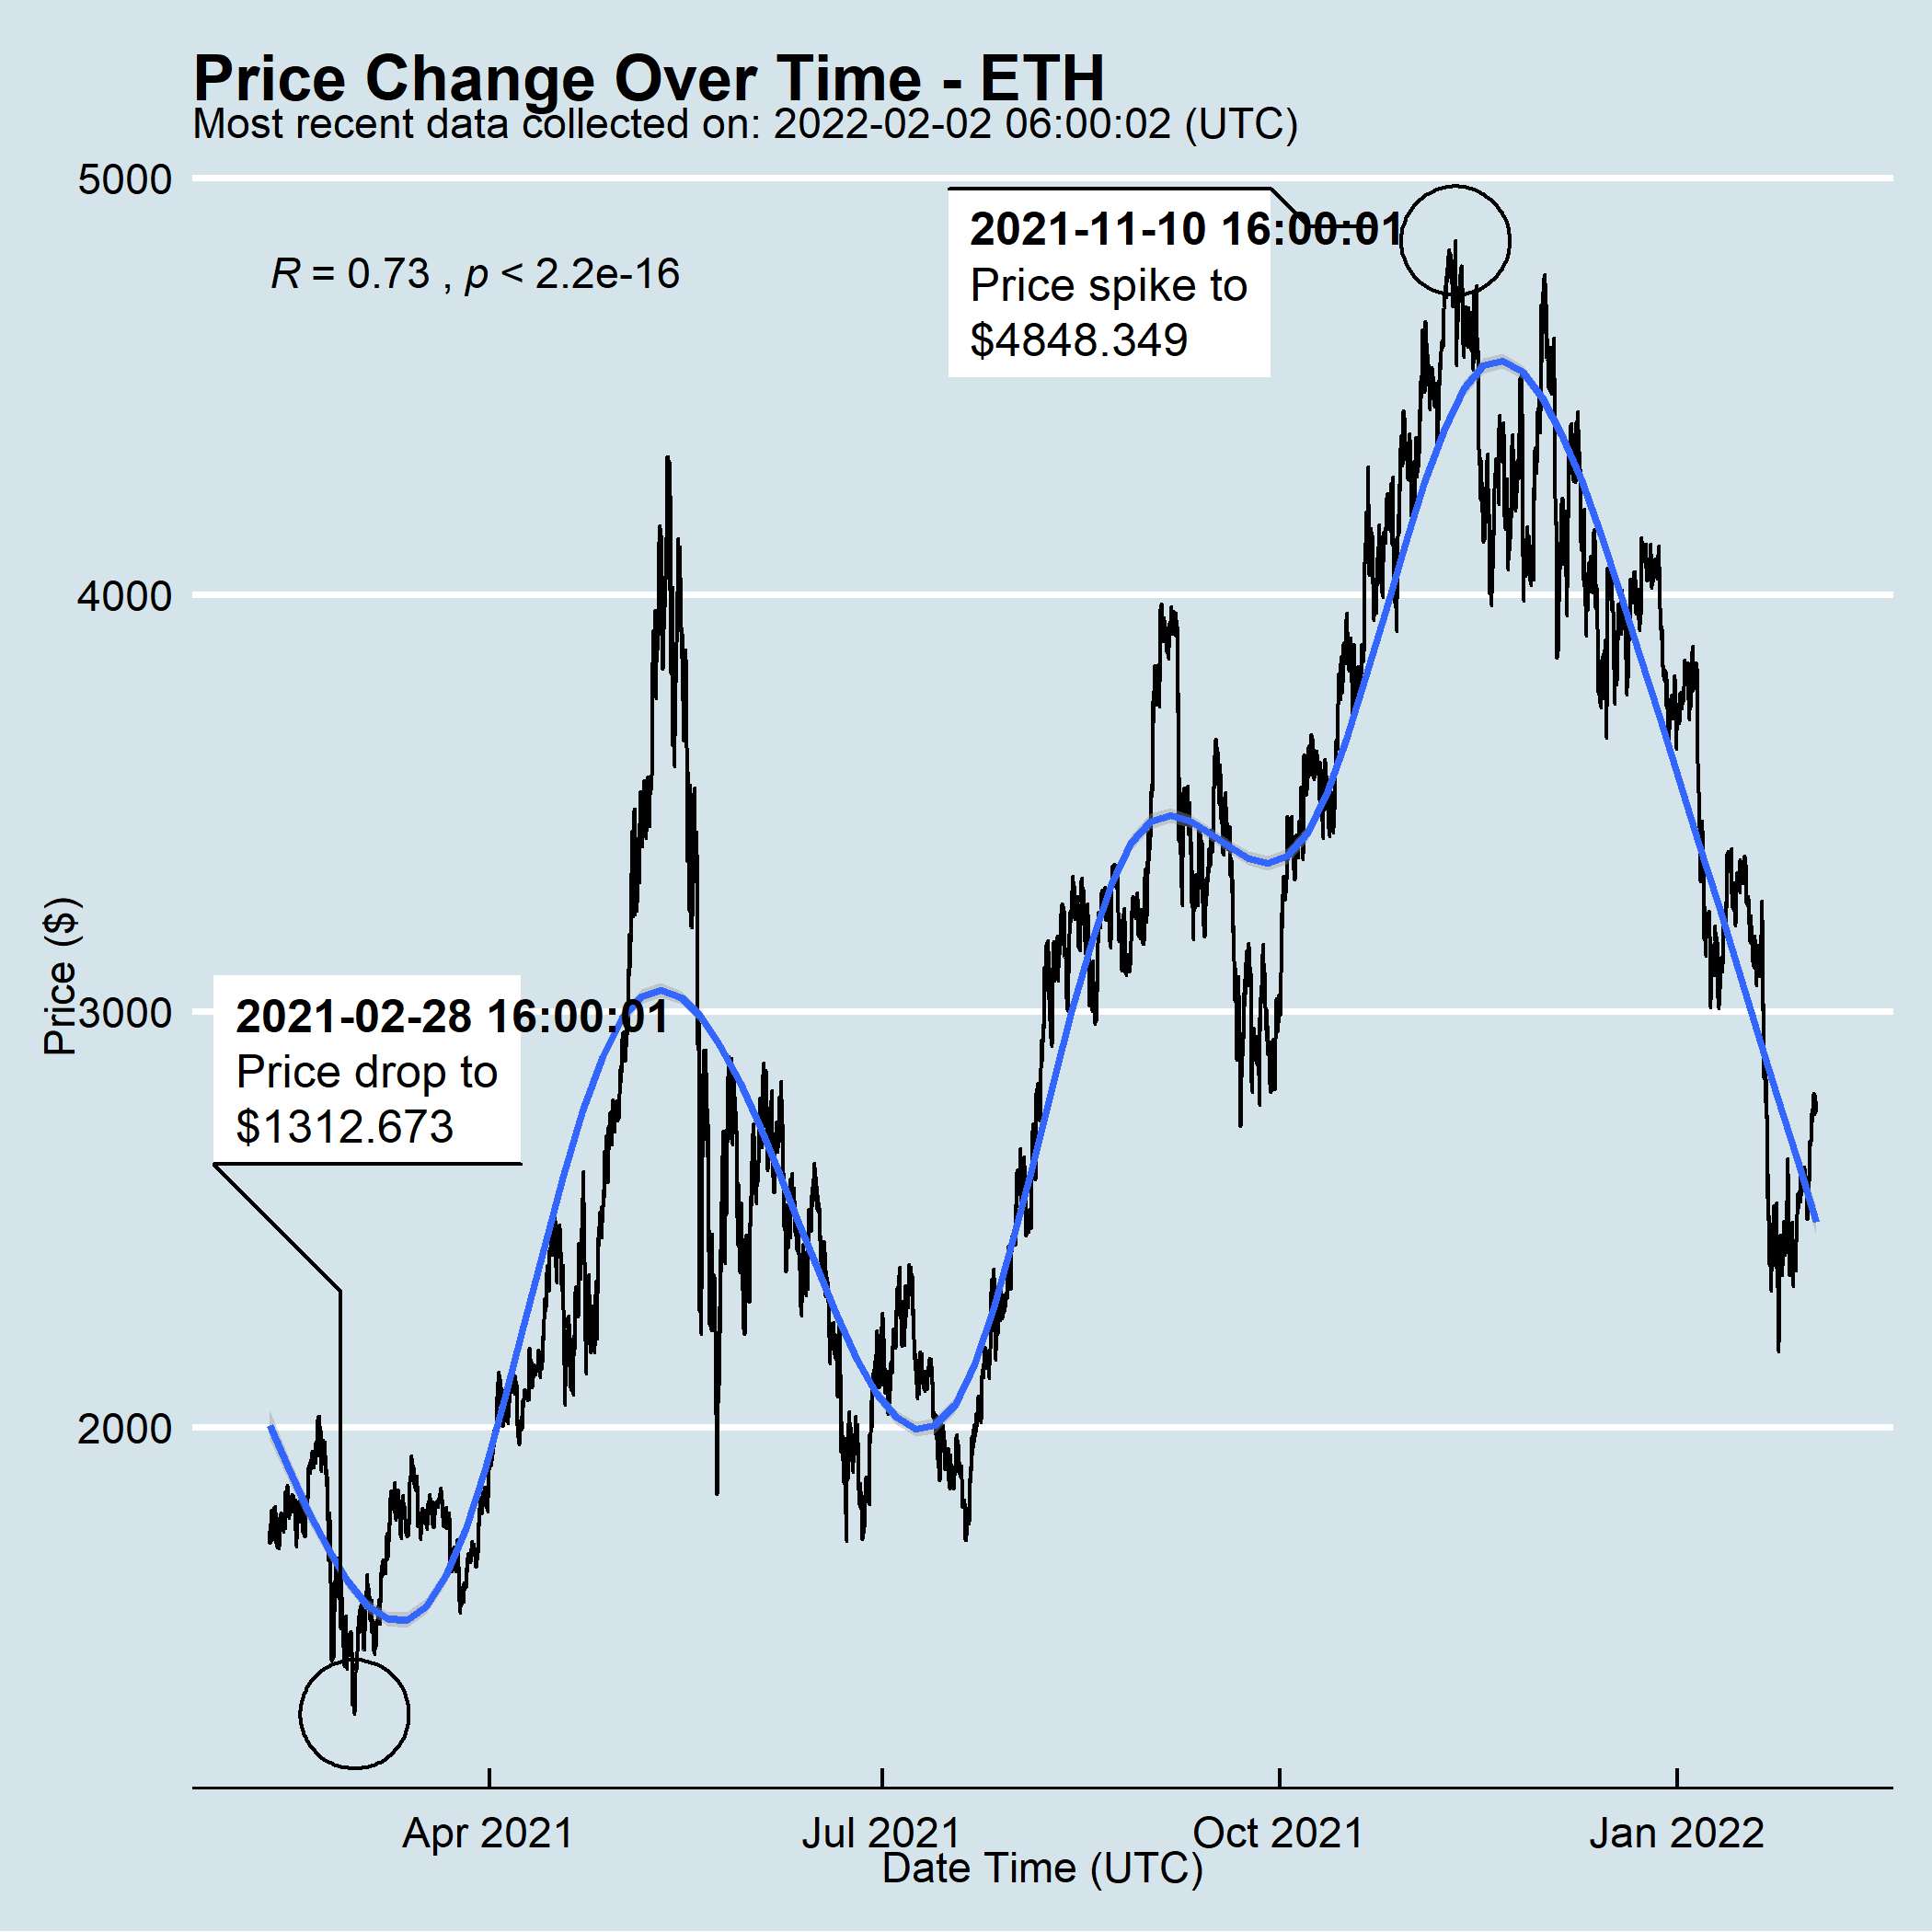 Price Change Over Time - ETH
Most recent data collected on: 2022-02-02 06:00:02 (UTC)
5000
2021-11-10 16:00:01
Price spike to
$4848.349
R = 0.73 , p < 2.2e-16
4000
Price ($)
3000
2021-02-28 16:00:01
Price drop to
$1312.673
2000
Apr 2021
Jul 2021
Oct 2021
Jan 2022
Date Time (UTC)